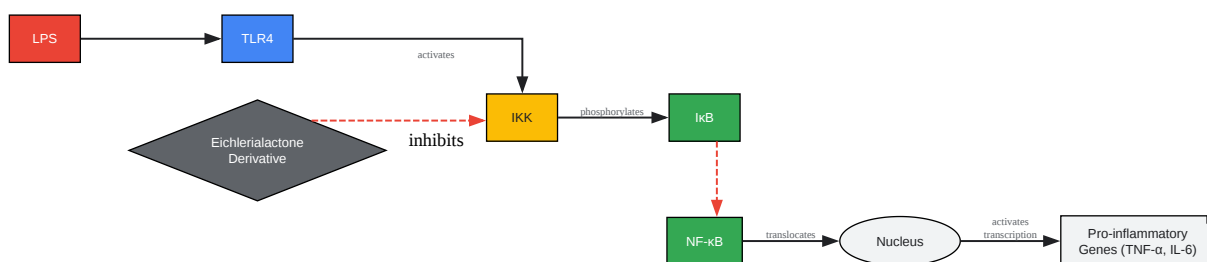 LPS
TLR4
activates
IKK
phosphorylates
IκB
Eichlerialactone
Derivative
inhibits
NF-κB
translocates
Nucleus
activates
transcription
Pro-inflammatory
Genes (TNF-α, IL-6)